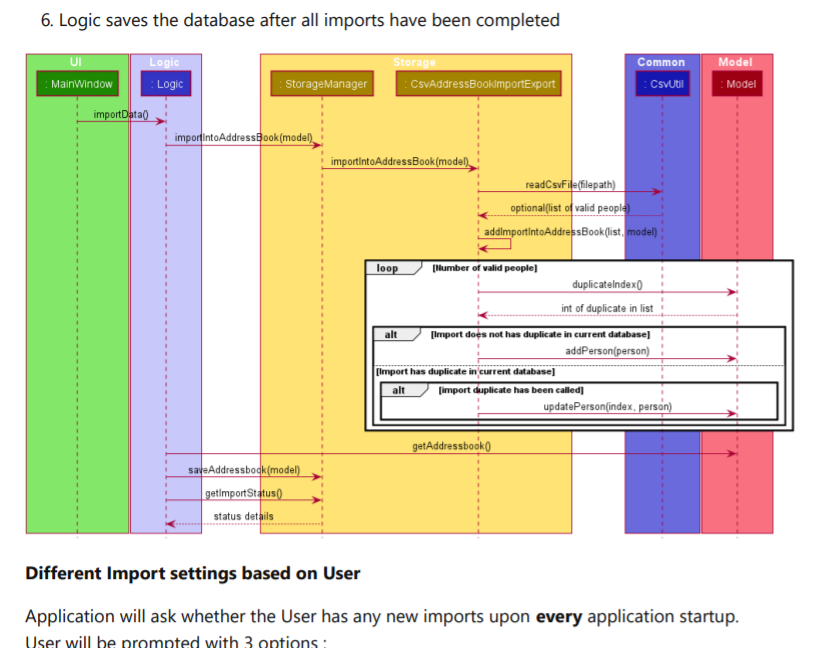 6. Logic saves the database after all imports have been completed
UI
Logic
Storage
Common
Model
: MainWindow
: Logic
: StorageManager
: CsvAddressBookImportExport
: CsvUtil
: Model
importData()
importIntoAddressBook(model)
importIntoAddressBook(model)
readCsvFile(filepath)
optional(list of valid people)
addImportIntoAddressBook(list, model)
loop [Number of valid people]
duplicateIndex()
int of duplicate in list
alt [Import does not has duplicate in current database]
addPerson(person)
[Import has duplicate in current database]
alt [import duplicate has been called]
updatePerson(index, person)
getAddressbook()
saveAddressbook(model)
getImportStatus()
status details
Different Import settings based on User
Application will ask whether the User has any new imports upon every application startup.
User will be prompted with 3 options :